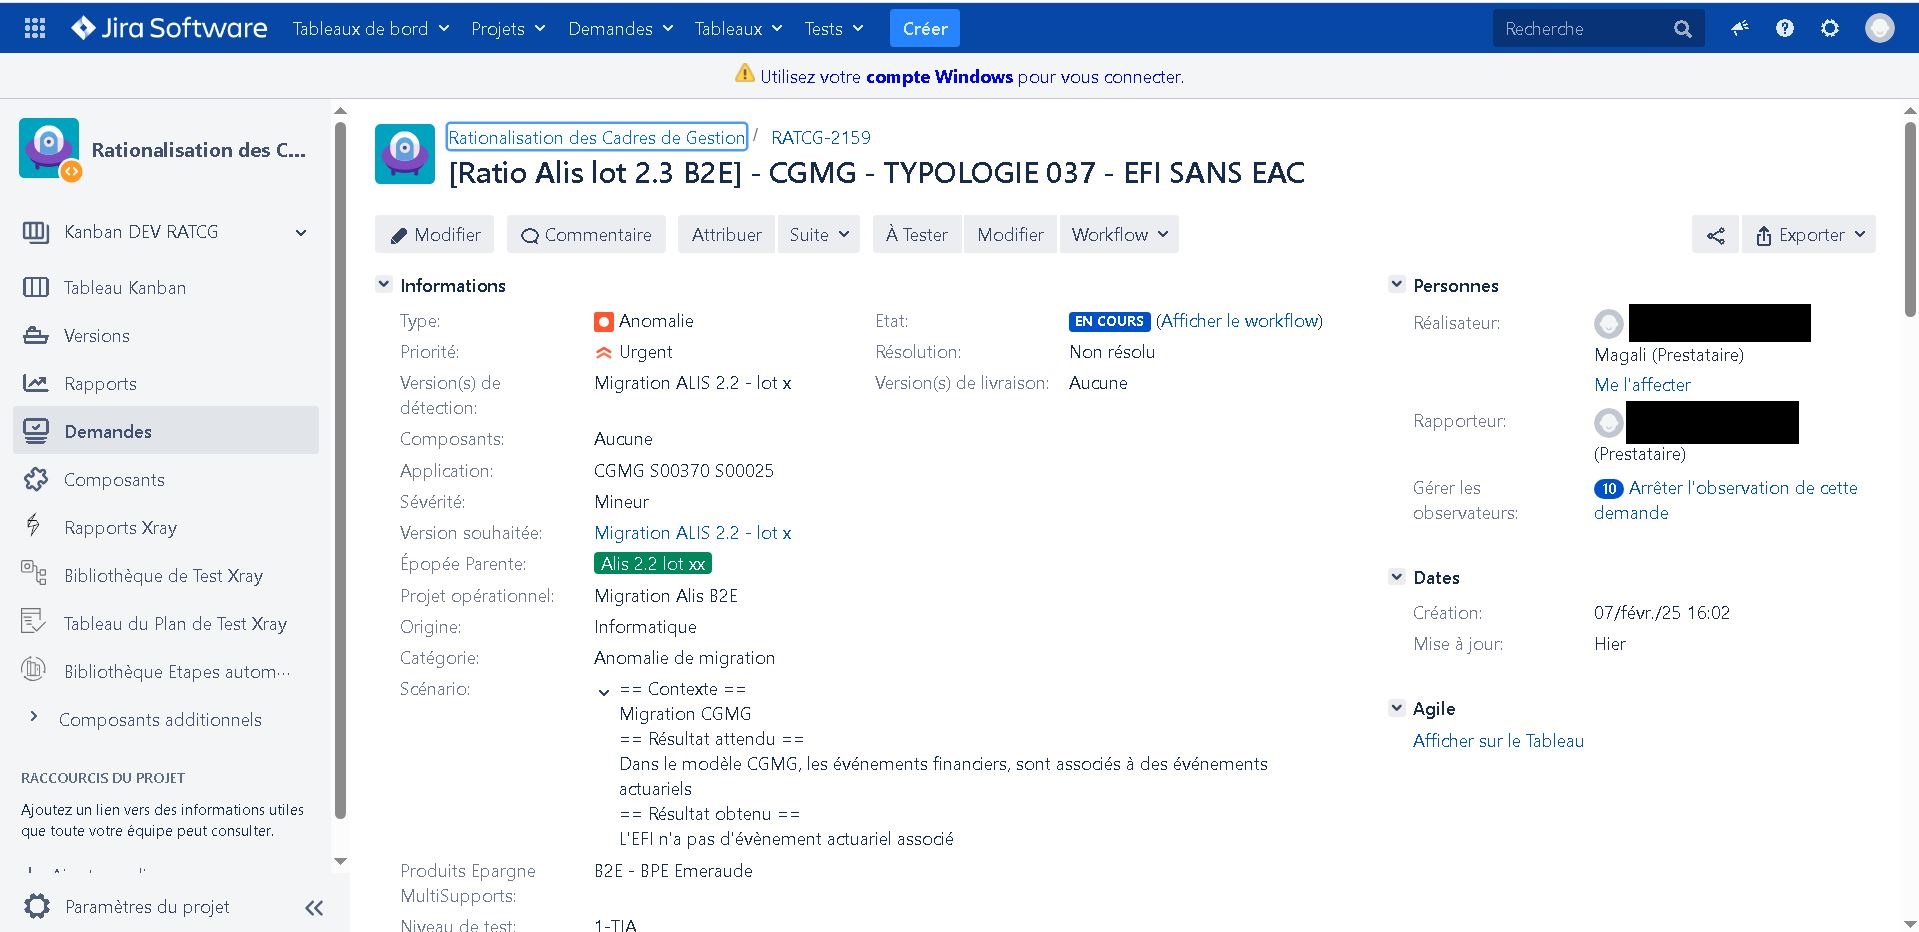 Jira Software
Tableaux de bord
Projets
Demandes
Tableaux
Tests
Créer
Recherche
Utilisez votre compte Windows pour vous connecter.
Rationalisation des C...
Kanban DEV RATCG
Tableau Kanban
Versions
Rapports
Demandes
Composants
Rapports Xray
Bibliothèque de Test Xray
Tableau du Plan de Test Xray
Bibliothèque Etapes autom...
Composants additionnels
RACCOURCIS DU PROJET
Ajoutez un lien vers des informations utiles
que toute votre équipe peut consulter.
Paramètres du projet
Rationalisation des Cadres de Gestion / RATCG-2159
[Ratio Alis lot 2.3 B2E] - CGMG - TYPOLOGIE 037 - EFI SANS EAC
Modifier
Commentaire
Attribuer
Suite
À Tester
Modifier
Workflow
Exporter
Informations
Type: Anomalie
Etat: EN COURS (Afficher le workflow)
Priorité: Urgent
Résolution: Non résolu
Version(s) de
détection:
Migration ALIS 2.2 - lot x
Version(s) de livraison: Aucune
Composants: Aucune
Application: CGMG S00370 S00025
Sévérité: Mineur
Version souhaitée: Migration ALIS 2.2 - lot x
Épopée Parente: Alis 2.2 lot xx
Projet opérationnel: Migration Alis B2E
Origine: Informatique
Catégorie: Anomalie de migration
Scénario: == Contexte ==
Migration CGMG
== Résultat attendu ==
Dans le modèle CGMG, les événements financiers, sont associés à des événements
actuariels
== Résultat obtenu ==
L'EFI n'a pas d'évènement actuariel associé
Produits Epargne
MultiSupports:
B2E - BPE Emeraude
Niveau de test: 1-TIA
Personnes
Réalisateur:
Magali (Prestataire)
Me l'affecter
Rapporteur:
(Prestataire)
Gérer les
observateurs:
10 Arrêter l'observation de cette
demande
Dates
Création: 07/févr./25 16:02
Mise à jour: Hier
Agile
Afficher sur le Tableau